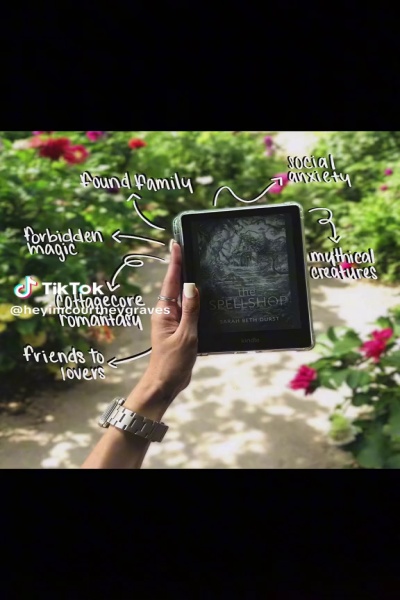 social
anxiety
found family
forbidden
magic
mythical
creatures
TikTok
cottagecore
@heyimcourtneygraves
romantasy
friends to
lovers
THE
SPELLSHOP
SARAH BETH DURST
kindle